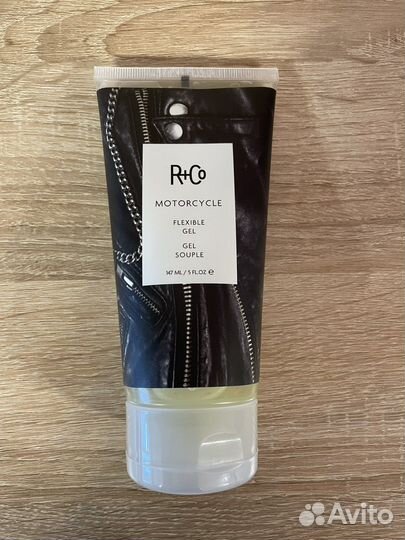 R+Co
MOTORCYCLE
FLEXIBLE
GEL
GEL
SOUPLE
147 ML / 5 FL.OZ ℮
Avito